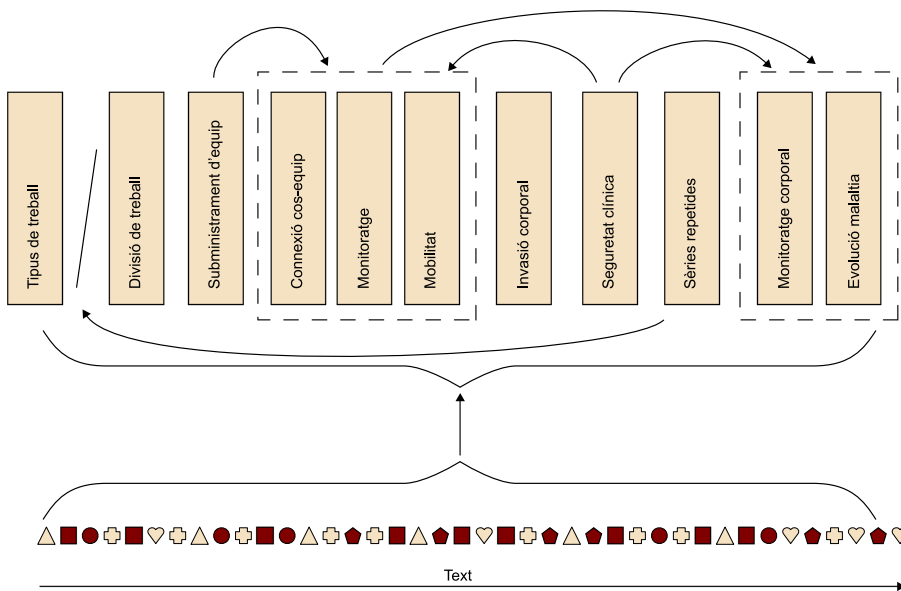 Tipus de treball
Divisió de treball
Subministrament d'equip
Connexió cos-equip
Monitoratge
Mobilitat
Invasió corporal
Seguretat clínica
Sèries repetides
Monitoratge corporal
Evolució malaltia
Text